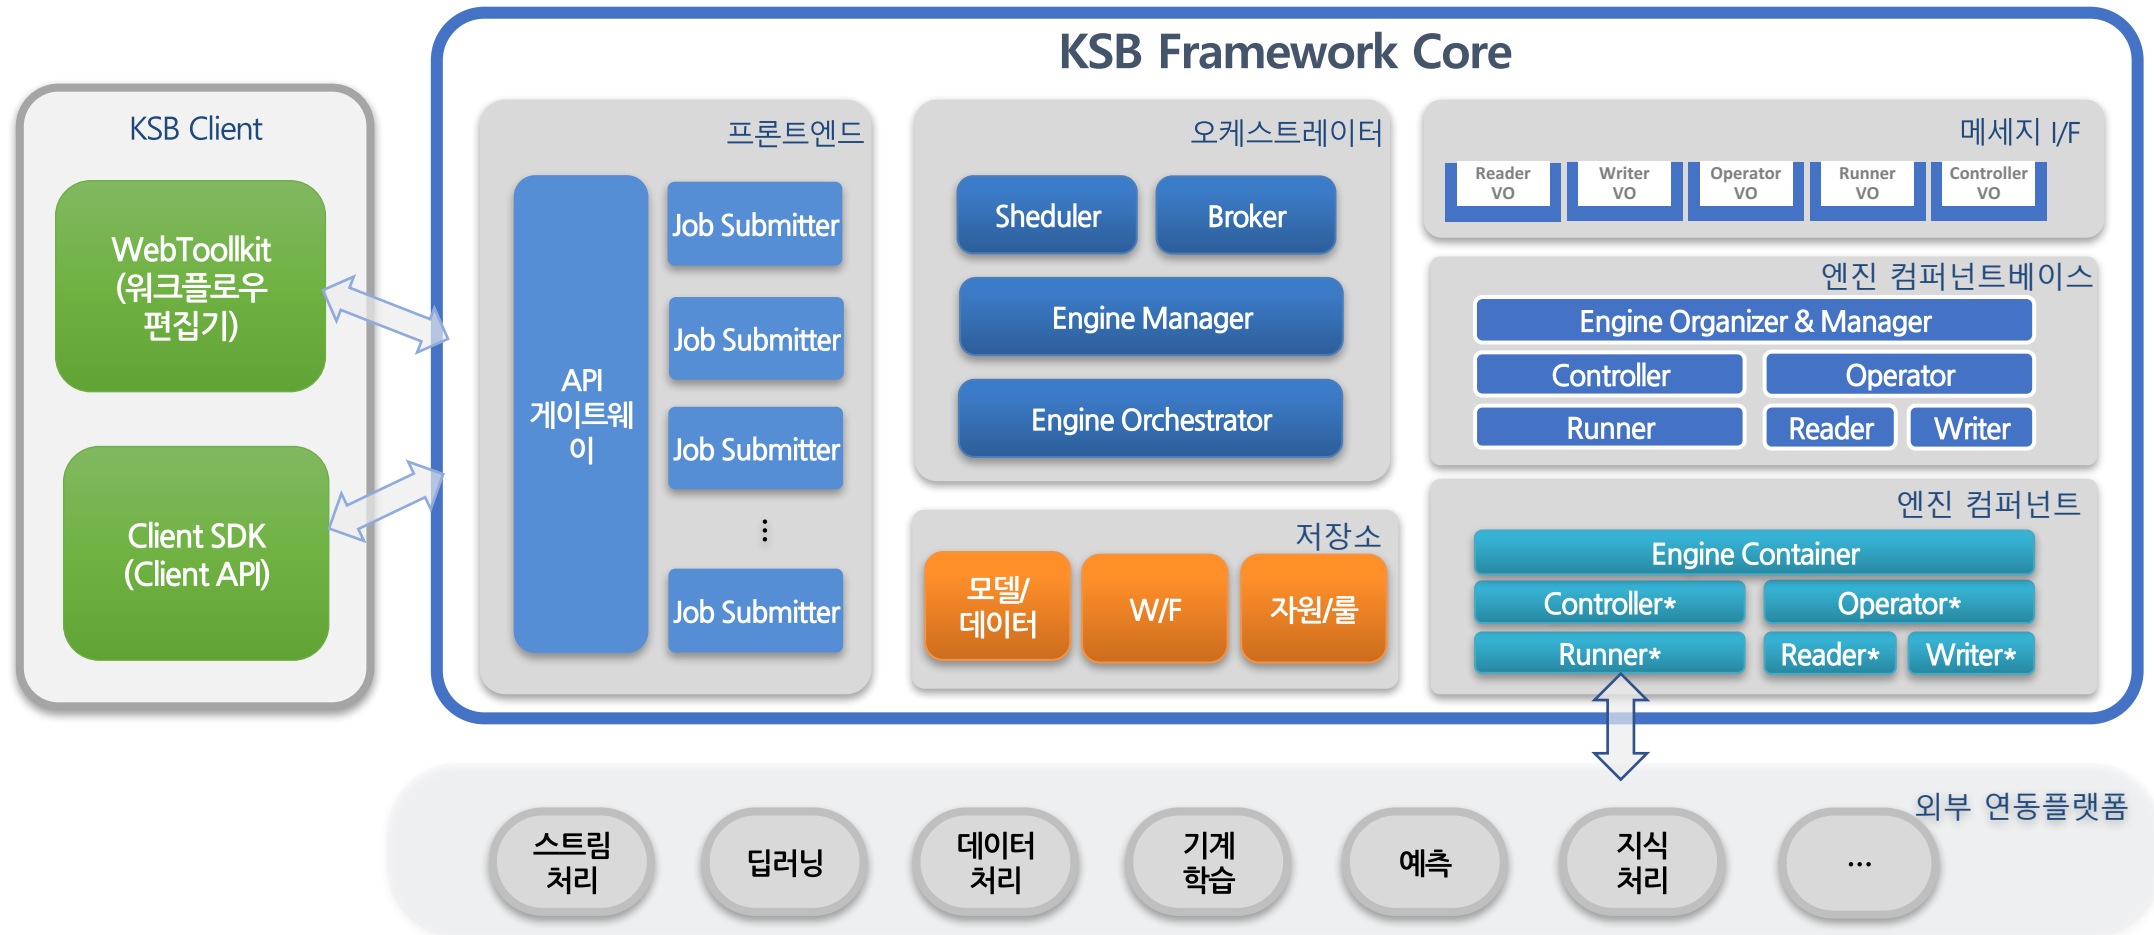 KSB Framework Core
KSB Client
WebToollkit
(워크플로우
편집기)
Client SDK
(Client API)
프론트엔드
API
게이트웨
이
Job Submitter
Job Submitter
Job Submitter
...
Job Submitter
오케스트레이터
Sheduler
Broker
Engine Manager
Engine Orchestrator
저장소
모델/
데이터
W/F
자원/룰
메세지 I/F
Reader
VO
Writer
VO
Operator
VO
Runner
VO
Controller
VO
엔진 컴퍼넌트베이스
Engine Organizer & Manager
Controller
Operator
Runner
Reader
Writer
엔진 컴퍼넌트
Engine Container
Controller*
Operator*
Runner*
Reader*
Writer*
외부 연동플랫폼
스트림
처리
딥러닝
데이터
처리
기계
학습
예측
지식
처리
...